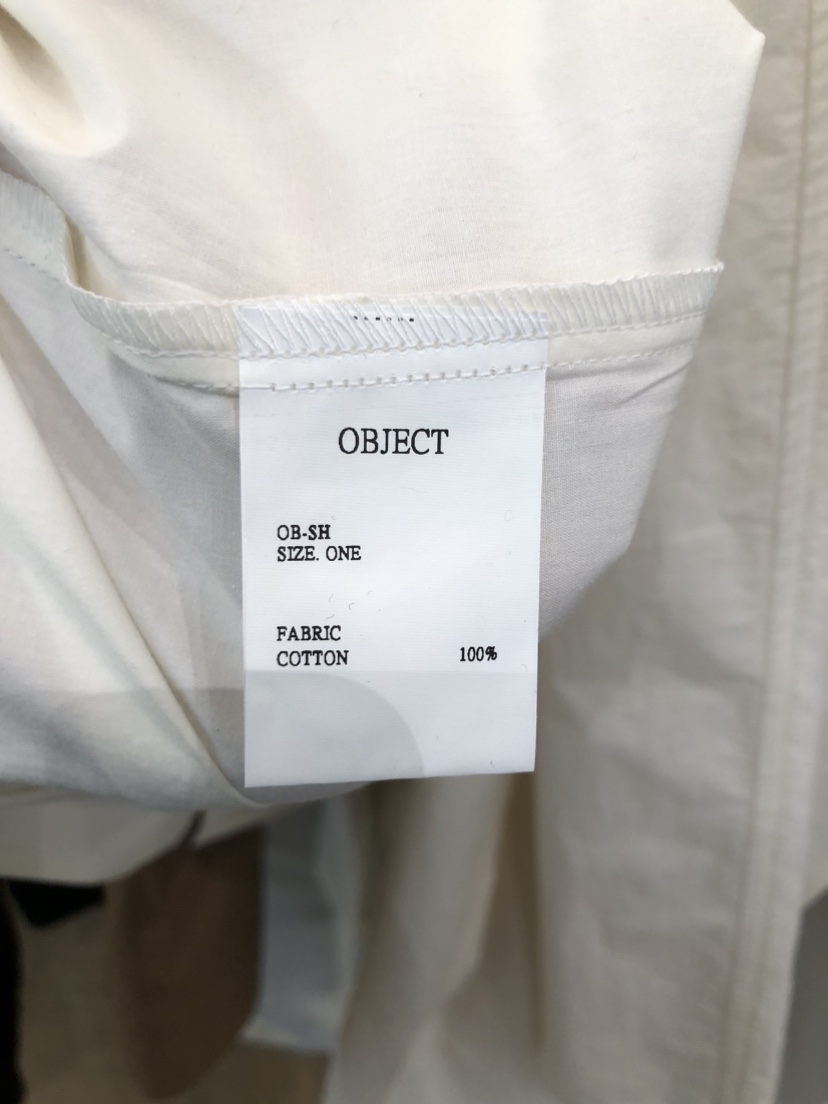 OBJECT
OB-SH
SIZE. ONE
FABRIC
COTTON 100%